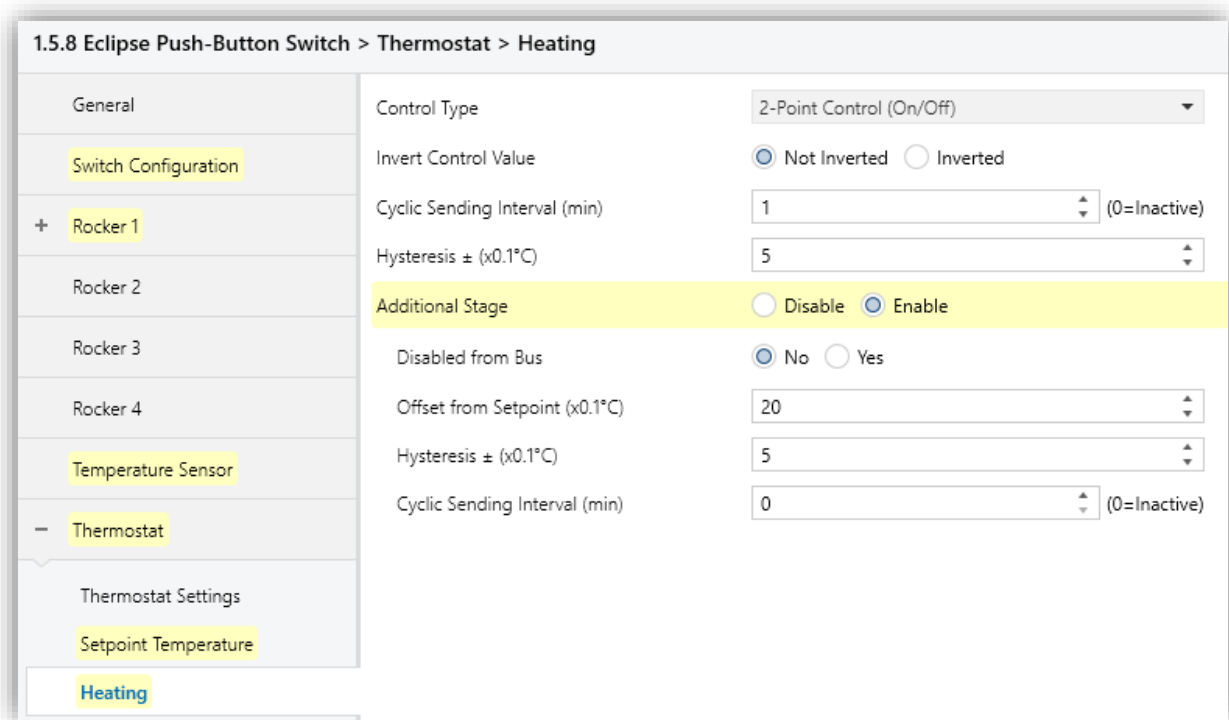 1.5.8 Eclipse Push-Button Switch > Thermostat > Heating
General
Switch Configuration
+ Rocker 1
Rocker 2
Rocker 3
Rocker 4
Temperature Sensor
− Thermostat
Thermostat Settings
Setpoint Temperature
Heating
Control Type 2-Point Control (On/Off)
Invert Control Value Not Inverted Inverted
Cyclic Sending Interval (min) 1 (0=Inactive)
Hysteresis ± (x0.1°C) 5
Additional Stage Disable Enable
Disabled from Bus No Yes
Offset from Setpoint (x0.1°C) 20
Hysteresis ± (x0.1°C) 5
Cyclic Sending Interval (min) 0 (0=Inactive)